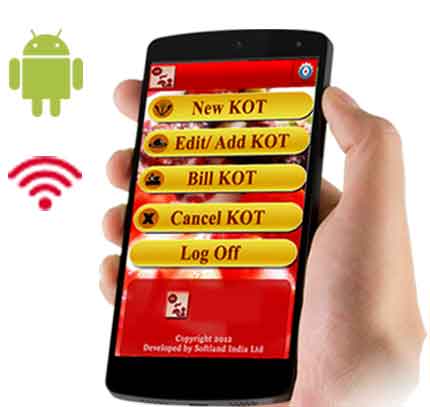 New KOT
Edit/ Add KOT
Bill KOT
Cancel KOT
Log Off
Copyright 2012
Developed by Softland India Ltd